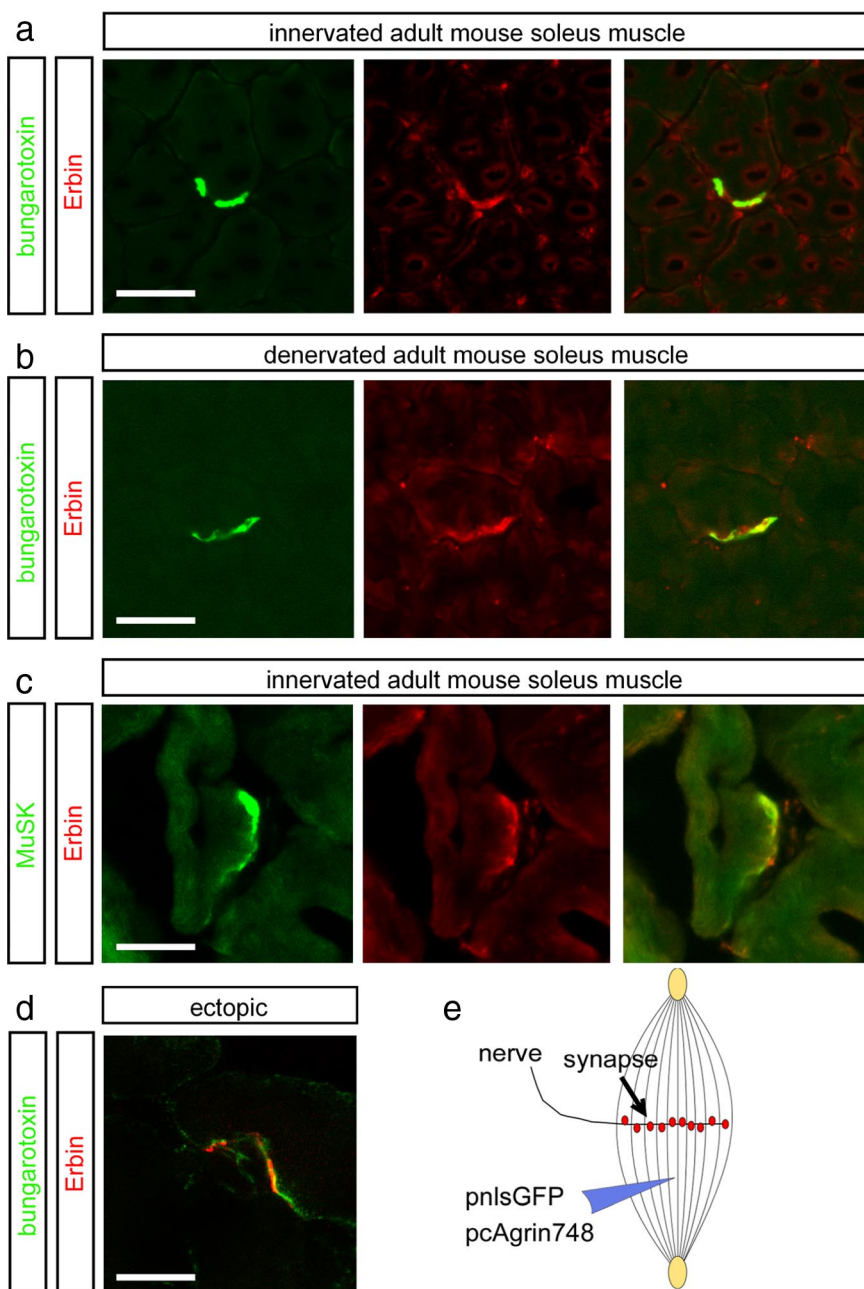 a
innervated adult mouse soleus muscle
bungarotoxin
Erbin
b
denervated adult mouse soleus muscle
bungarotoxin
Erbin
c
innervated adult mouse soleus muscle
MuSK
Erbin
d
ectopic
bungarotoxin
Erbin
e
nerve
synapse
pnlsGFP
pcAgrin748